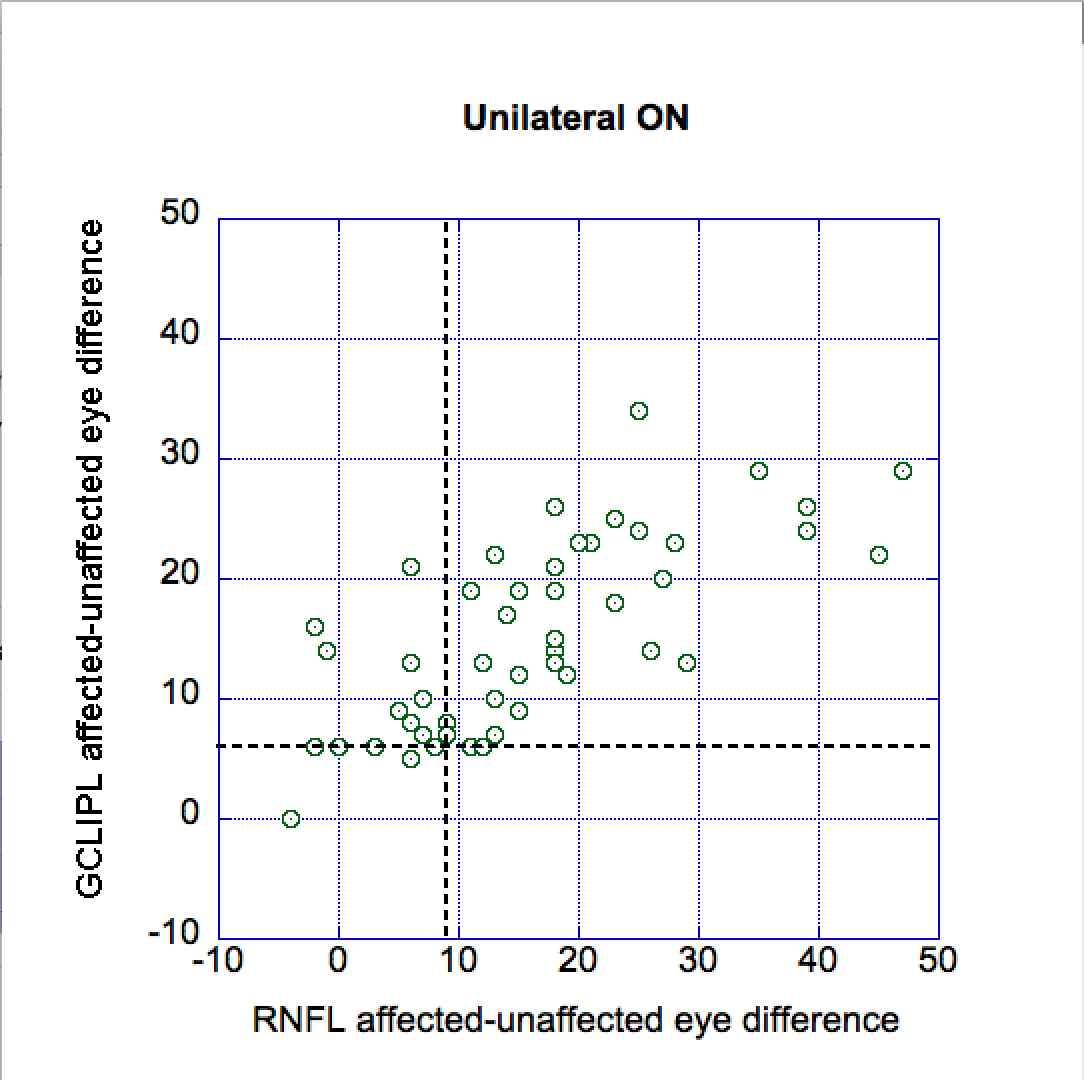 Unilateral ON
GCLIPL affected-unaffected eye difference
50
40
30
20
10
0
-10
-10 0 10 20 30 40 50
RNFL affected-unaffected eye difference